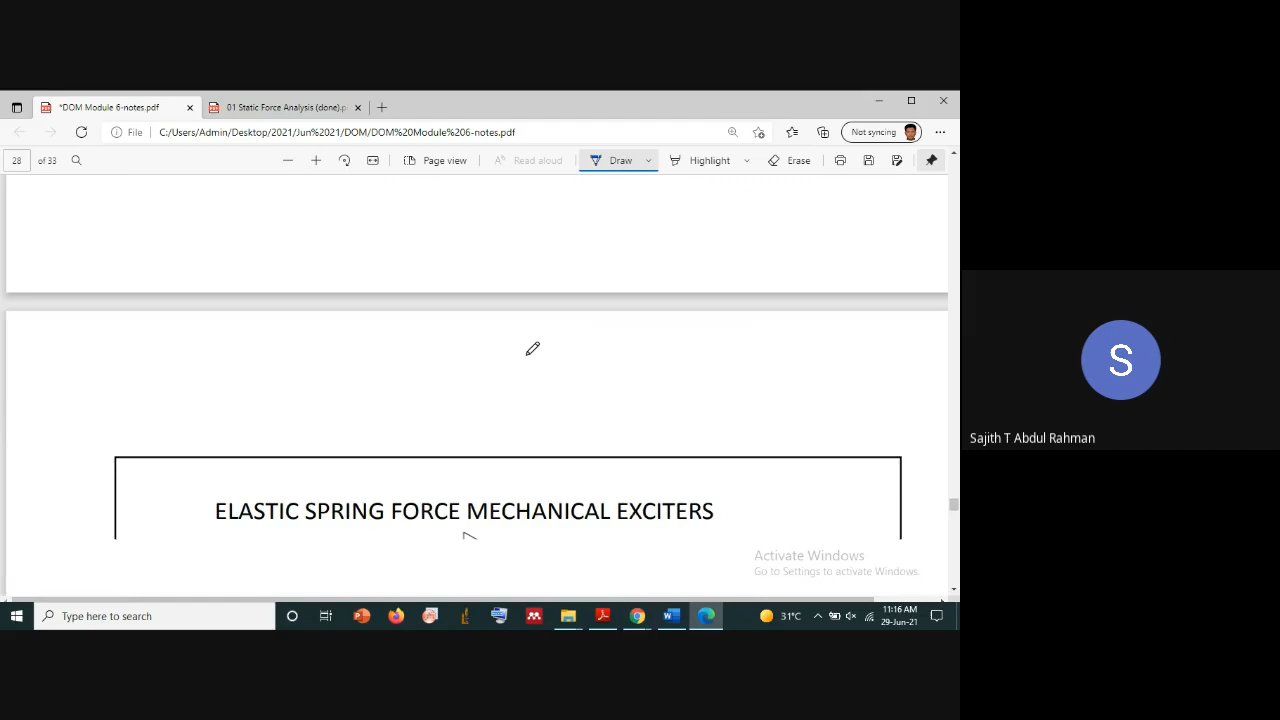 *DOM Module 6-notes.pdf
01 Static Force Analysis (done).p
File
C:/Users/Admin/Desktop/2021/Jun%2021/DOM/DOM%20Module%206-notes.pdf
Not syncing
28 of 33
Page view
Read aloud
Draw
Highlight
Erase
S
Sajith T Abdul Rahman
ELASTIC SPRING FORCE MECHANICAL EXCITERS
Activate Windows
Go to Settings to activate Windows.
Type here to search
31°C
11:16 AM
29-Jun-21